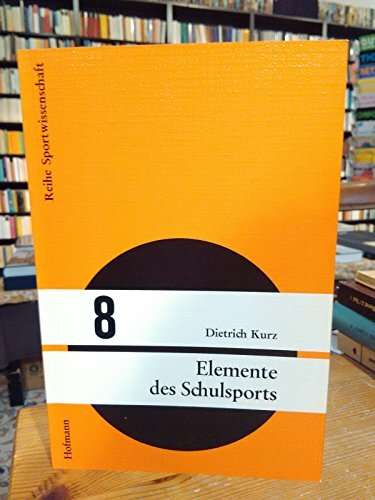 Reihe Sportwissenschaft
8
Dietrich Kurz
Elemente
des Schulsports
Hofmann